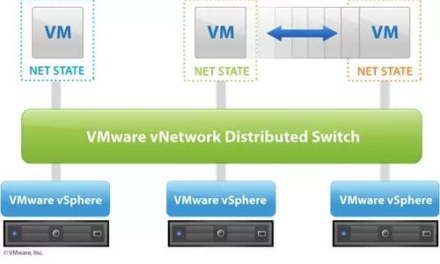 VM
VM
VM
NET STATE
NET STATE
NET STATE
VMware vNetwork Distributed Switch
VMware vSphere
VMware vSphere
VMware vSphere
©VMware, Inc.